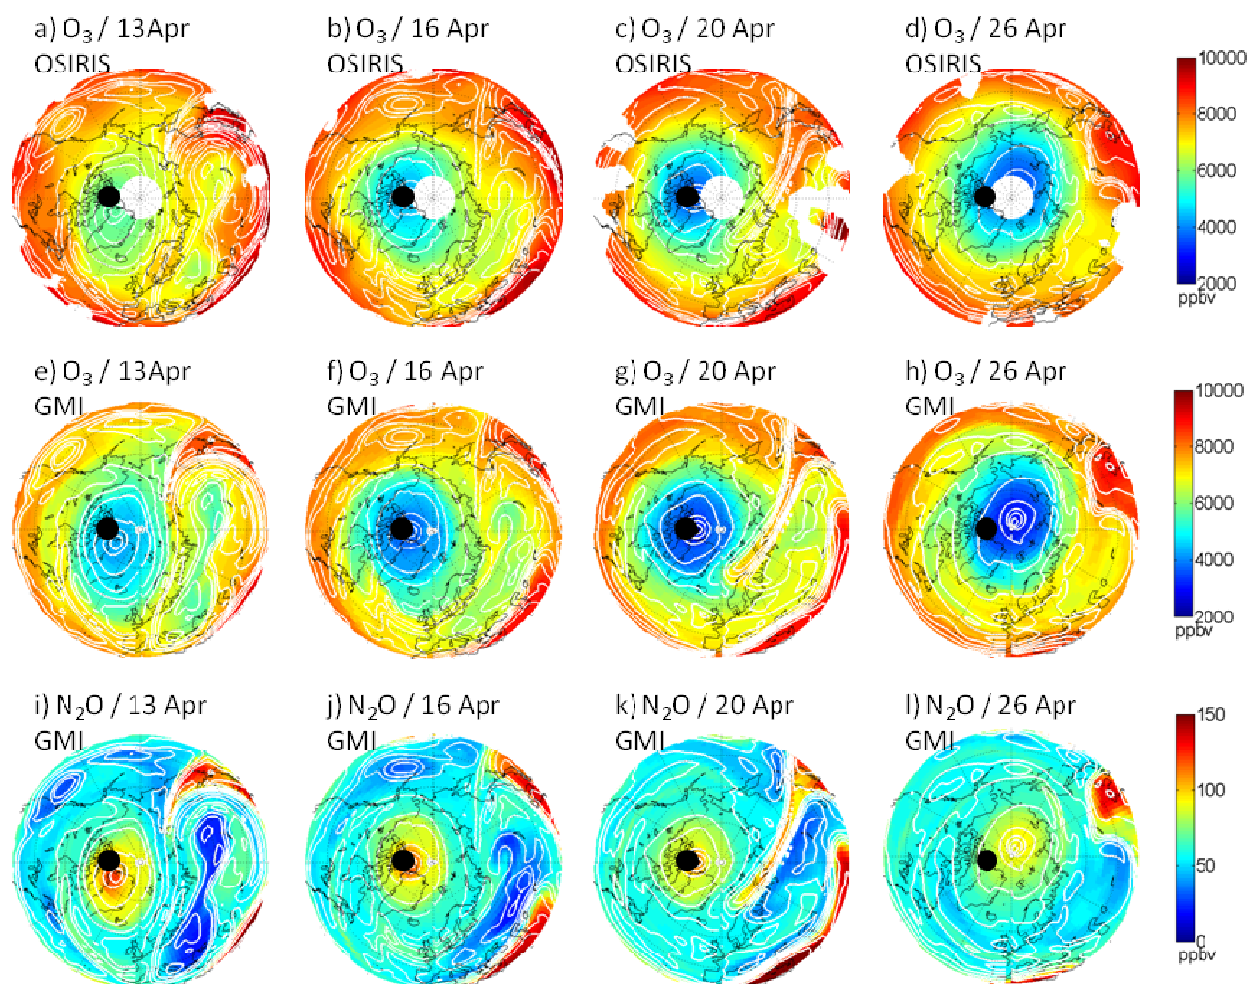 a) O₃ / 13Apr
OSIRIS
b) O₃ / 16 Apr
OSIRIS
c) O₃ / 20 Apr
OSIRIS
d) O₃ / 26 Apr
OSIRIS
10000
8000
6000
4000
2000
ppbv
e) O₃ / 13Apr
GMI
f) O₃ / 16 Apr
GMI
g) O₃ / 20 Apr
GMI
h) O₃ / 26 Apr
GMI
10000
8000
6000
4000
2000
ppbv
i) N₂O / 13 Apr
GMI
j) N₂O / 16 Apr
GMI
k) N₂O / 20 Apr
GMI
l) N₂O / 26 Apr
GMI
150
100
50
0
ppbv